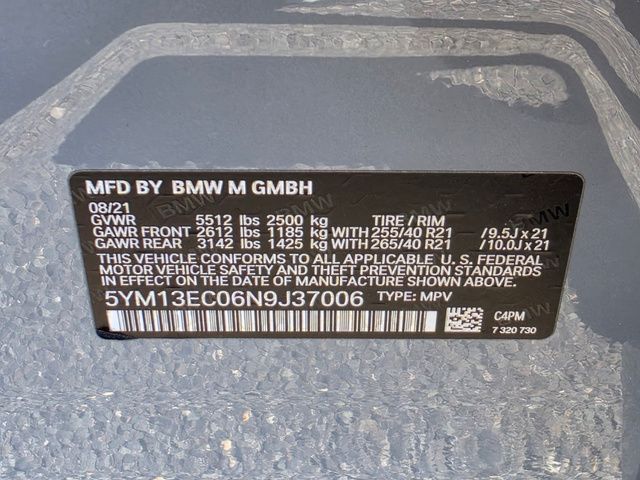 MFD BY BMW M GMBH
08/21
GVWR 5512 lbs 2500 kg TIRE / RIM
GAWR FRONT 2612 lbs 1185 kg WITH 255/40 R21 /9.5J x 21
GAWR REAR 3142 lbs 1425 kg WITH 265/40 R21 /10.0J x 21
THIS VEHICLE CONFORMS TO ALL APPLICABLE U. S. FEDERAL
MOTOR VEHICLE SAFETY AND THEFT PREVENTION STANDARDS
IN EFFECT ON THE DATE OF MANUFACTURE SHOWN ABOVE.
5YM13EC06N9J37006 TYPE: MPV
C4PM
7 320 730